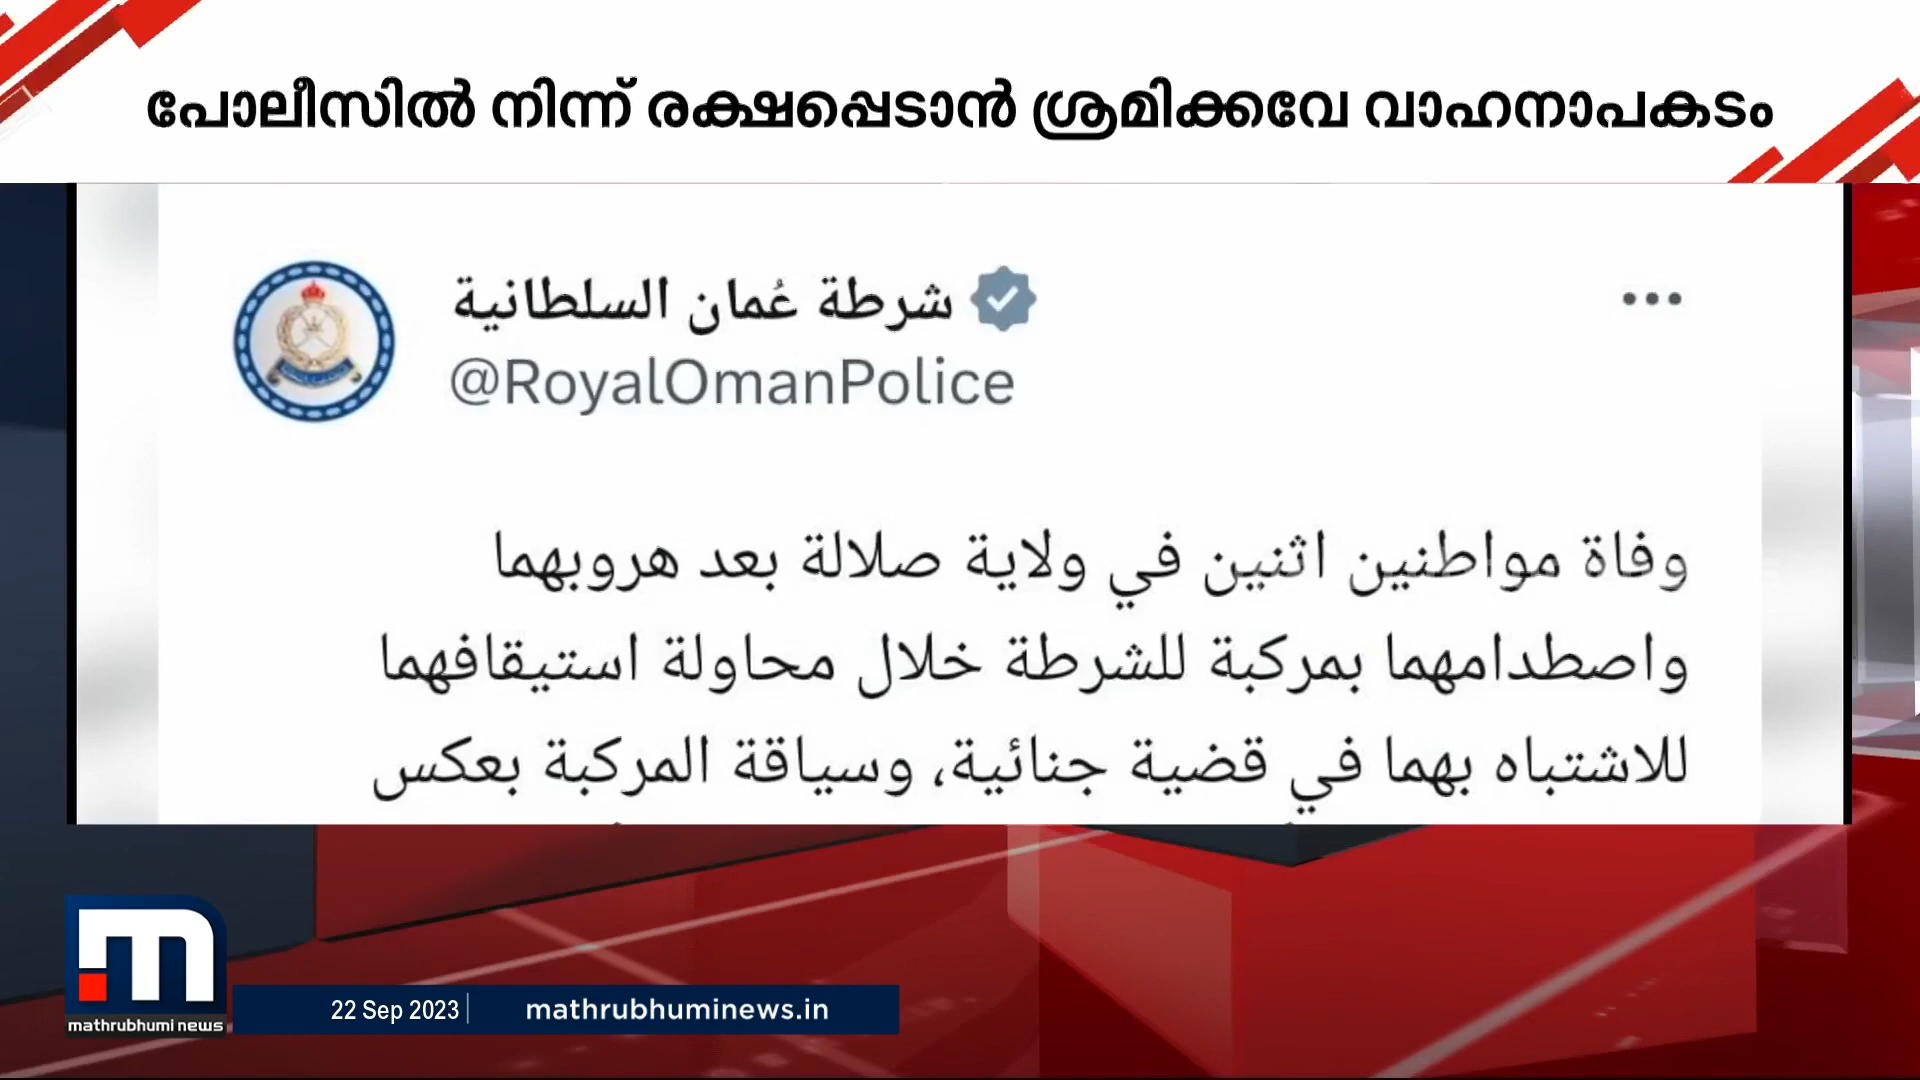 പോലീസിൽ നിന്ന് രക്ഷപ്പെടാൻ ശ്രമിക്കവേ വാഹനാപകടം
شرطة عُمان السلطانية
@RoyalOmanPolice
وفاة مواطنين اثنين في ولاية صلالة بعد هروبهما
واصطدامهما بمركبة للشرطة خلال محاولة استيقافهما
للاشتباه بهما في قضية جنائية، وسياقة المركبة بعكس
mathrubhumi news
22 Sep 2023
mathrubhuminews.in